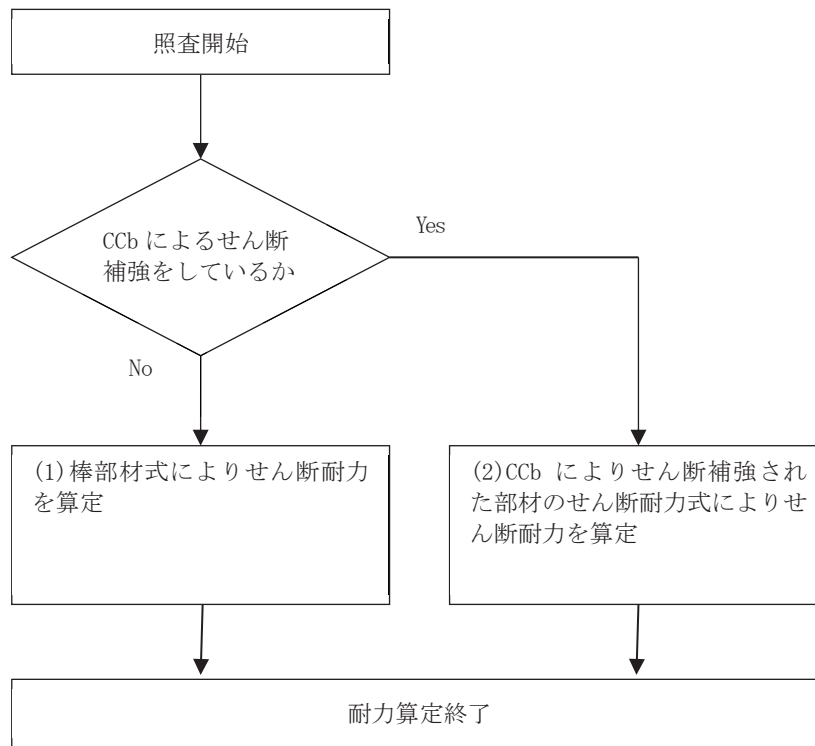 照査開始
CCb によるせん断
補強をしているか
Yes
No
(1)棒部材式によりせん断耐力
を算定
(2)CCb によりせん断補強され
た部材のせん断耐力式によりせ
ん断耐力を算定
耐力算定終了